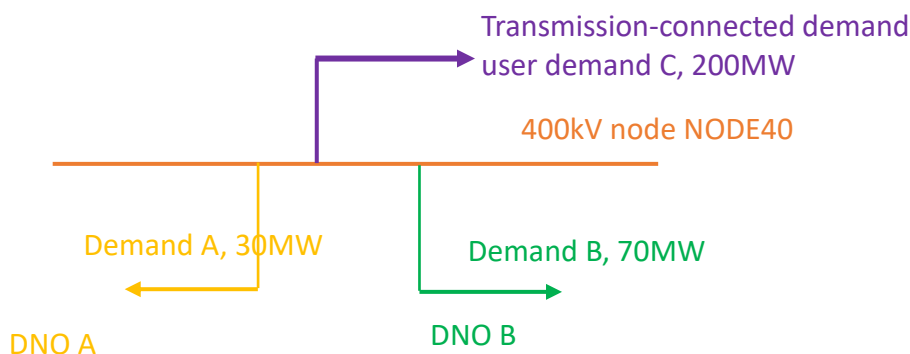 Transmission-connected demand
user demand C, 200MW
400kV node NODE40
Demand A, 30MW
Demand B, 70MW
DNO A
DNO B